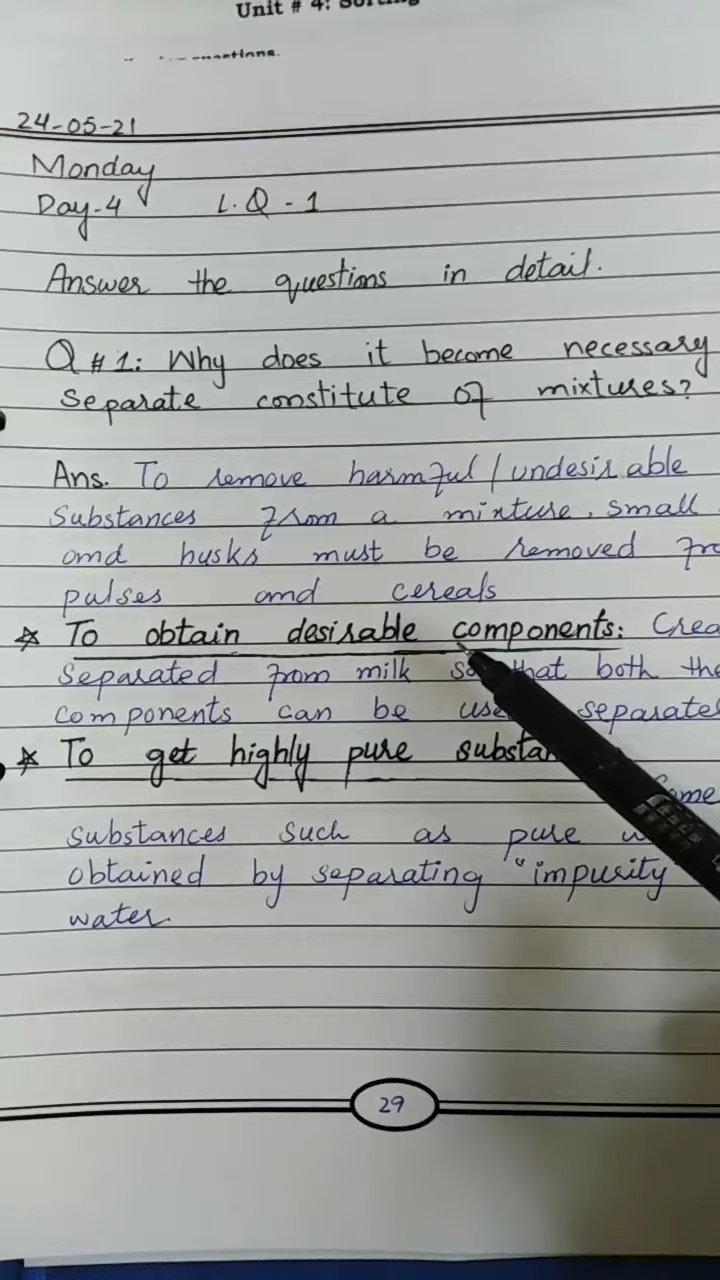 Unit # 4: Sorting
24-05-21
Monday
Day-4 L.Q - 1
Answer the questions in detail.
Q # 1: Why does it become necessary
separate constitute of mixtures?
Ans. To remove harmful / undesirable
substances from a mixture, small
and husks must be removed
pulses and cereals
☆ To obtain desirable components:
Separated from milk so that both the
components can be separate
☆ To get highly pure
Some
substances such as pure
obtained by separating "impurity
water.
29